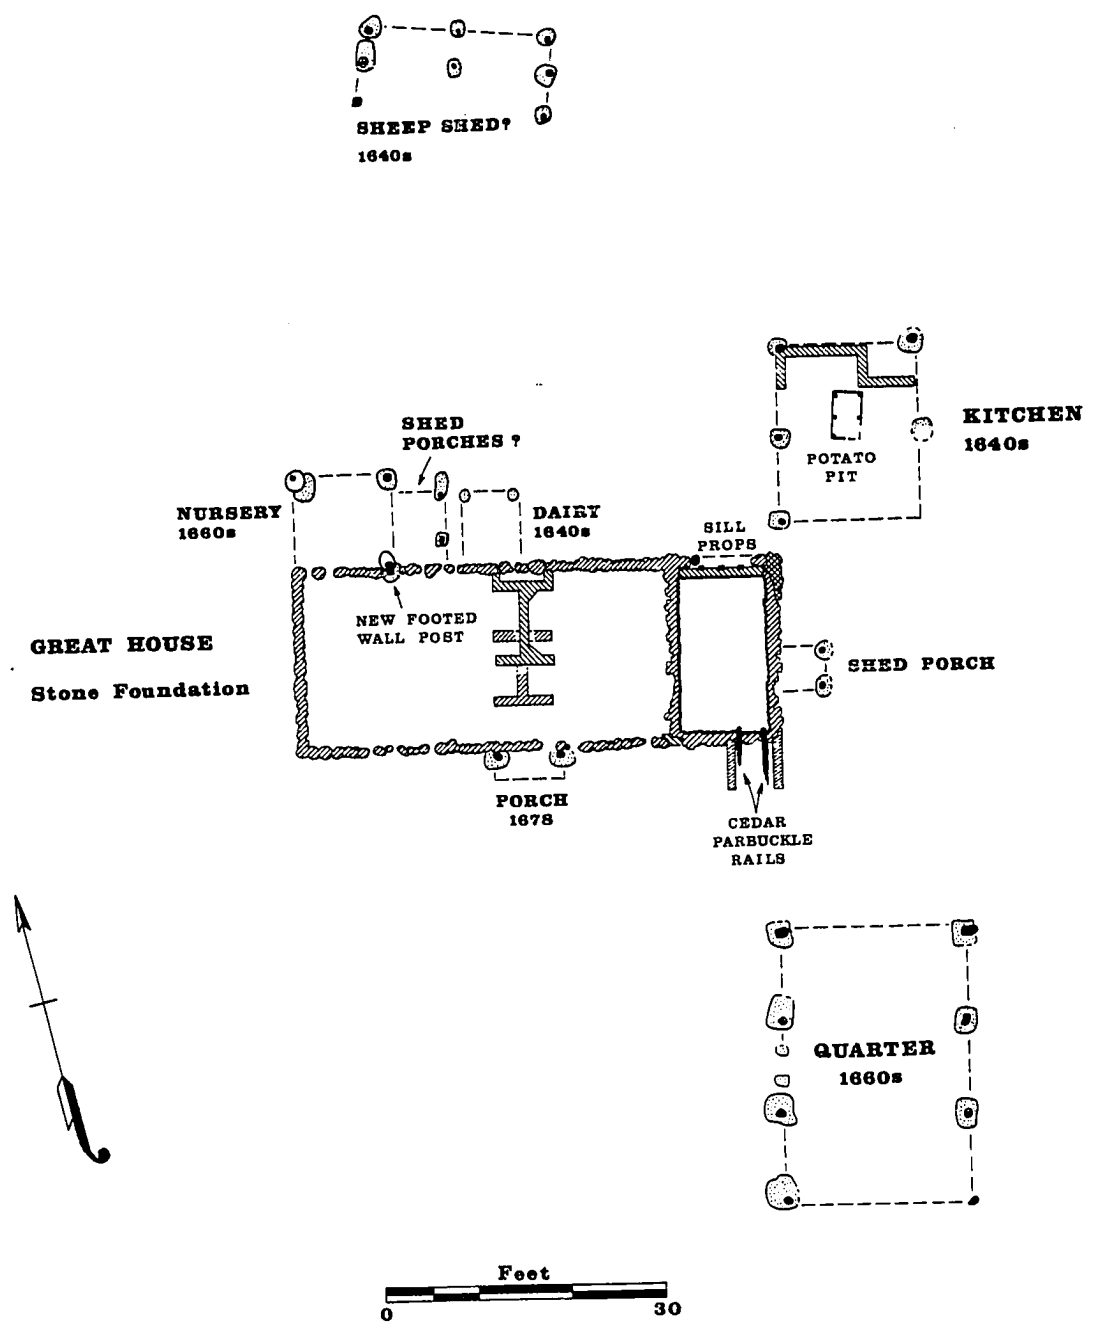 SHEEP SHED?
1640s
SHED
PORCHES?
KITCHEN
1640s
POTATO
PIT
NURSERY
1660s
DAIRY
1640s
SILL
PROPS
NEW FOOTED
WALL POST
GREAT HOUSE
Stone Foundation
SHED PORCH
PORCH
1678
CEDAR
PARBUCKLE
RAILS
QUARTER
1660s
Feet
0 30